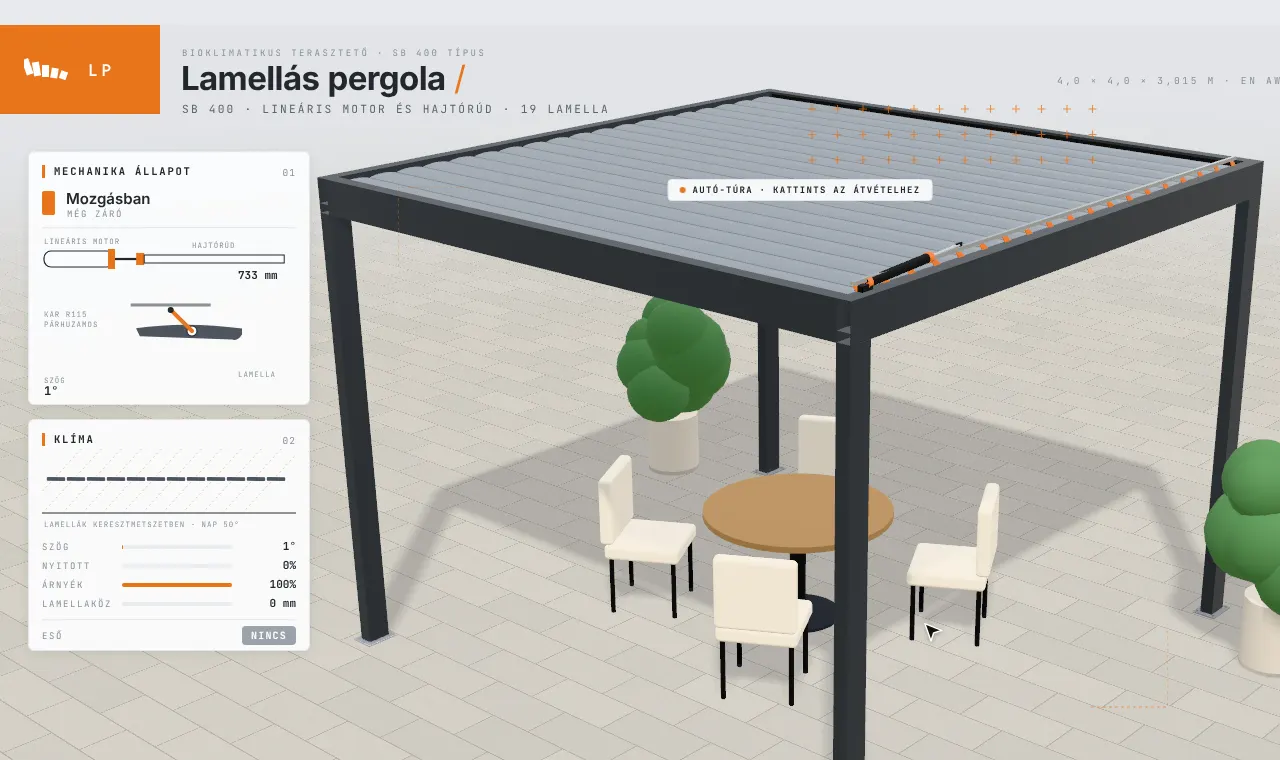 LP
BIOKLIMATIKUS TERASZTETŐ · SB 400 TÍPUS
Lamellás pergola /
SB 400 · LINEÁRIS MOTOR ÉS HAJTÓRÚD · 19 LAMELLA
4,0 × 4,0 × 3,015 M · EN AW
AUTÓ-TÚRA · KATTINTS AZ ÁTVÉTELHEZ
MECHANIKA ÁLLAPOT 01
Mozgásban
MÉG ZÁRÓ
LINEÁRIS MOTOR
HAJTÓRÚD
733 mm
KAR R115
PÁRHUZAMOS
LAMELLA
SZÖG
1°
KLÍMA 02
LAMELLÁK KERESZTMETSZETBEN · NAP 50°
SZÖG 1°
NYITOTT 0%
ÁRNYÉK 100%
LAMELLAKÖZ 0 mm
ESŐ NINCS